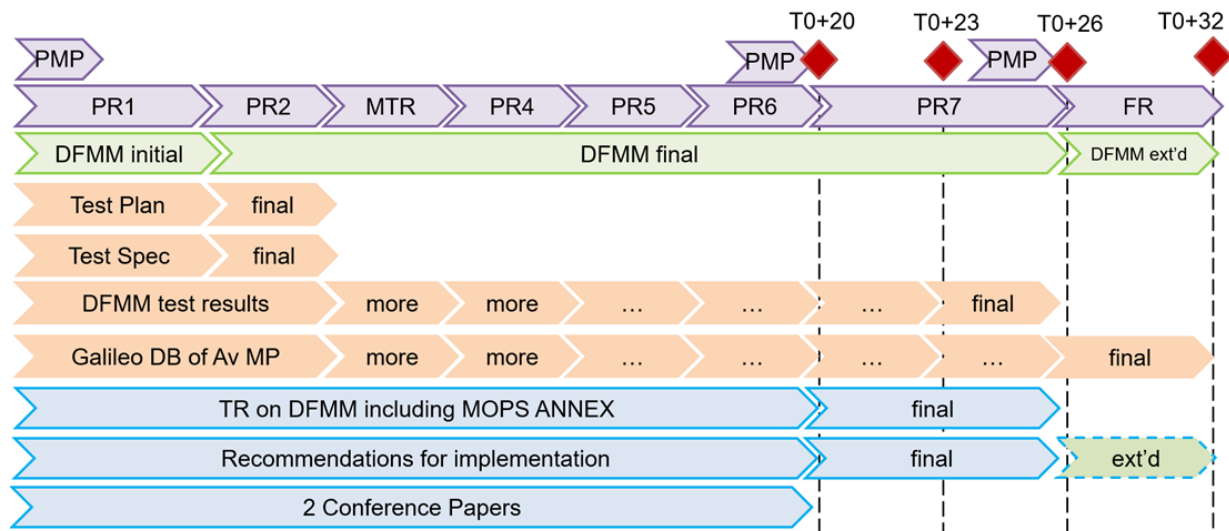 T0+20 T0+23 T0+26 T0+32
PMP PMP PMP
PR1 PR2 MTR PR4 PR5 PR6 PR7 FR
DFMM initial DFMM final DFMM ext'd
Test Plan final
Test Spec final
DFMM test results more more … … … final
Galileo DB of Av MP more more … … … … final
TR on DFMM including MOPS ANNEX final
Recommendations for implementation final ext'd
2 Conference Papers